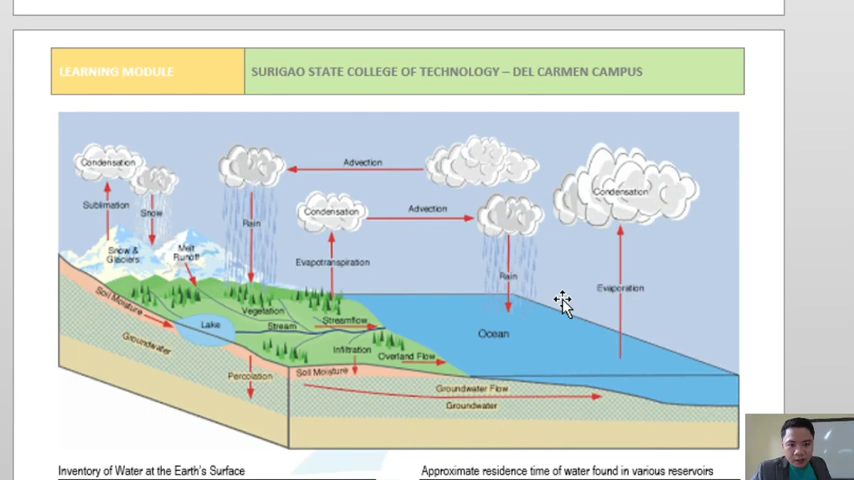 LEARNING MODULE
SURIGAO STATE COLLEGE OF TECHNOLOGY – DEL CARMEN CAMPUS
Condensation
Advection
Sublimation
Snow
Condensation
Advection
Condensation
Rain
Snow &
Glaciers
Melt
Runoff
Evapotranspiration
Rain
Evaporation
Soil Moisture
Vegetation
Lake
Stream
Streamflow
Ocean
Groundwater
Infiltration
Overland Flow
Percolation
Soil Moisture
Groundwater Flow
Groundwater
Inventory of Water at the Earth's Surface
Approximate residence time of water found in various reservoirs